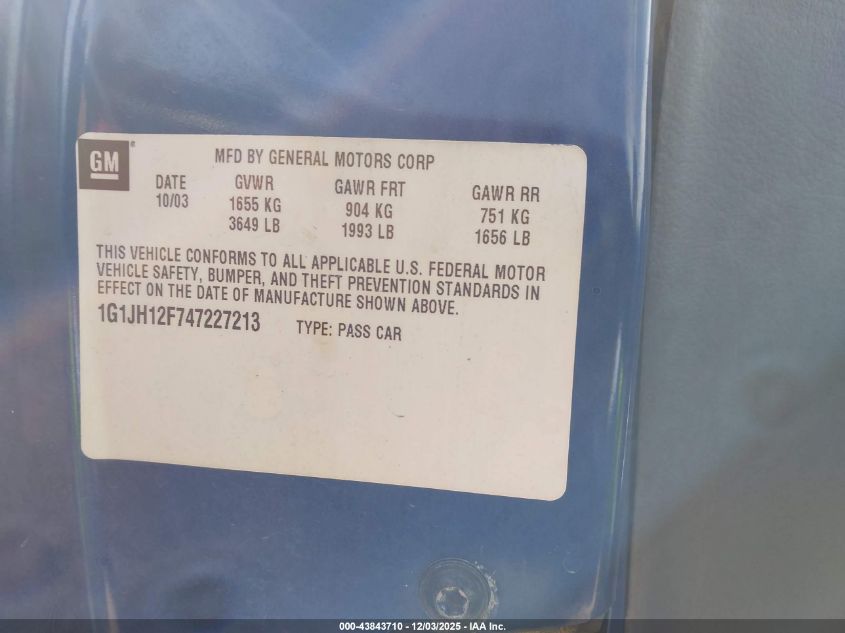 GM
MFD BY GENERAL MOTORS CORP
DATE GVWR GAWR FRT GAWR RR
10/03 1655 KG 904 KG 751 KG
3649 LB 1993 LB 1656 LB
THIS VEHICLE CONFORMS TO ALL APPLICABLE U.S. FEDERAL MOTOR
VEHICLE SAFETY, BUMPER, AND THEFT PREVENTION STANDARDS IN
EFFECT ON THE DATE OF MANUFACTURE SHOWN ABOVE.
1G1JH12F747227213 TYPE: PASS CAR
000-43843710 - 12/03/2025 - IAA Inc.